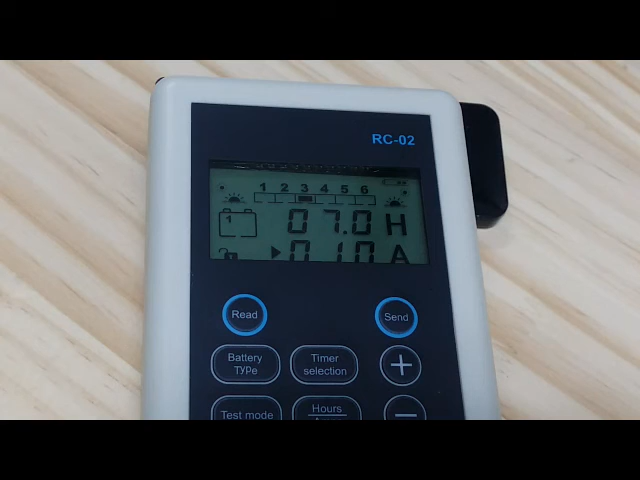 RC-02
1 2 3 4 5 6
1 07.0 H
010 A
Read
Send
Battery
Type
Timer
selection
+
Test mode
Hours
−